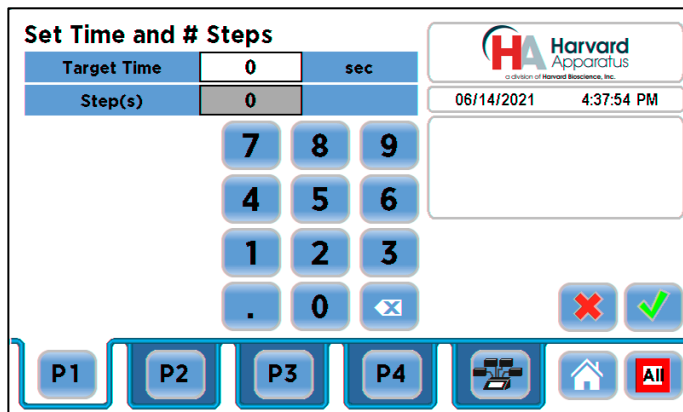 Set Time and # Steps
Target Time 0 sec
Step(s) 0
HA Harvard
Apparatus
a division of Harvard Bioscience, Inc.
06/14/2021 4:37:54 PM
7 8 9
4 5 6
1 2 3
. 0
P1 P2 P3 P4 All